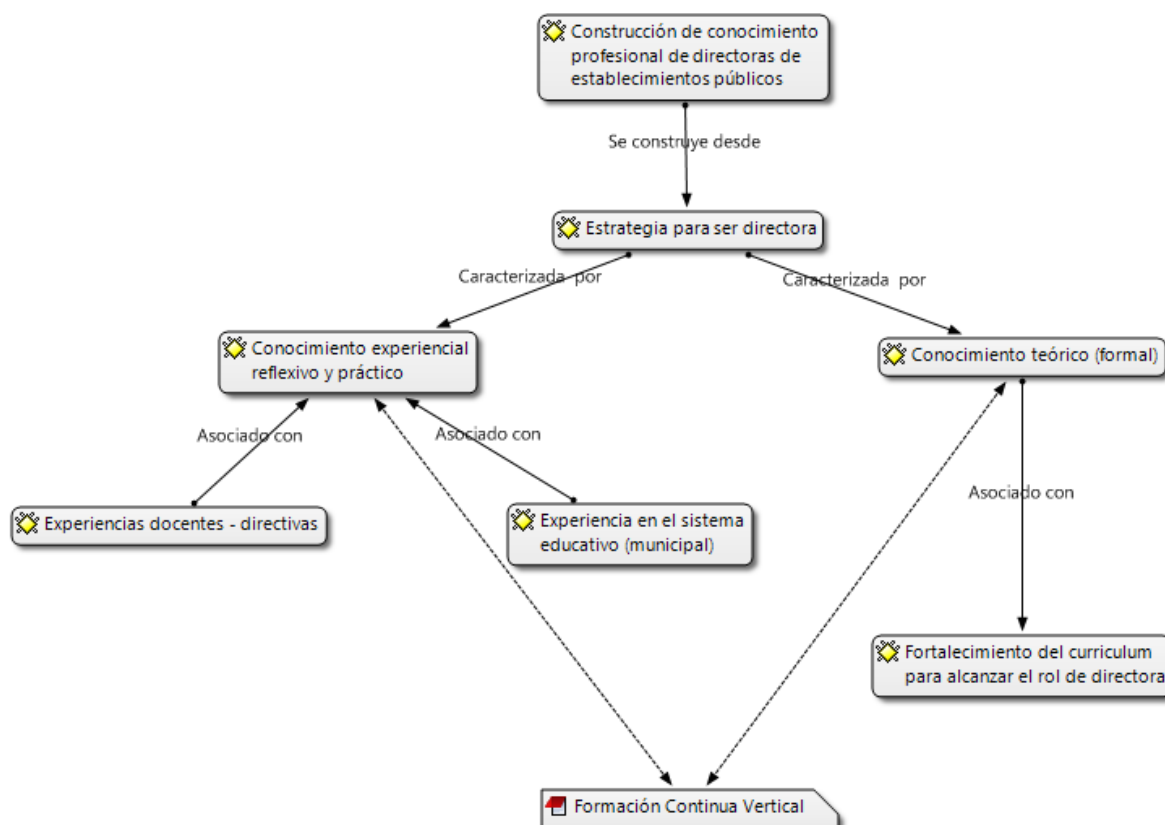 Construcción de conocimiento
profesional de directoras de
establecimientos públicos
Se construye desde
Estrategia para ser directora
Caracterizada por
Caracterizada por
Conocimiento experiencial
reflexivo y práctico
Conocimiento teórico (formal)
Asociado con
Asociado con
Experiencias docentes - directivas
Experiencia en el sistema
educativo (municipal)
Asociado con
Fortalecimiento del curriculum
para alcanzar el rol de directora
Formación Continua Vertical